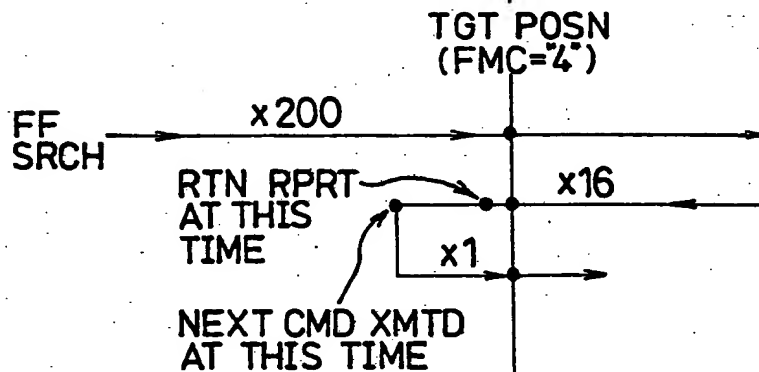 TGT POSN
(FMC="4")
FF
SRCH
x200
RTN RPRT
AT THIS
TIME
x16
x1
NEXT CMD XMTD
AT THIS TIME